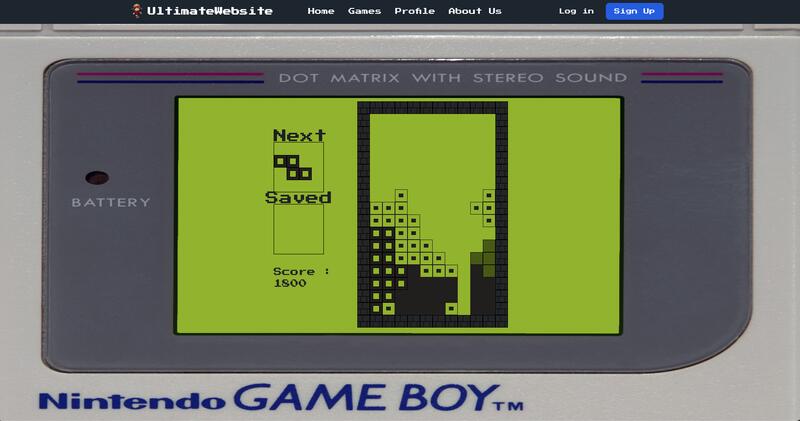 UltimateWebsite Home Games Profile About Us Log in Sign Up
DOT MATRIX WITH STEREO SOUND
Next
BATTERY
Saved
Score :
1800
Nintendo GAME BOY TM